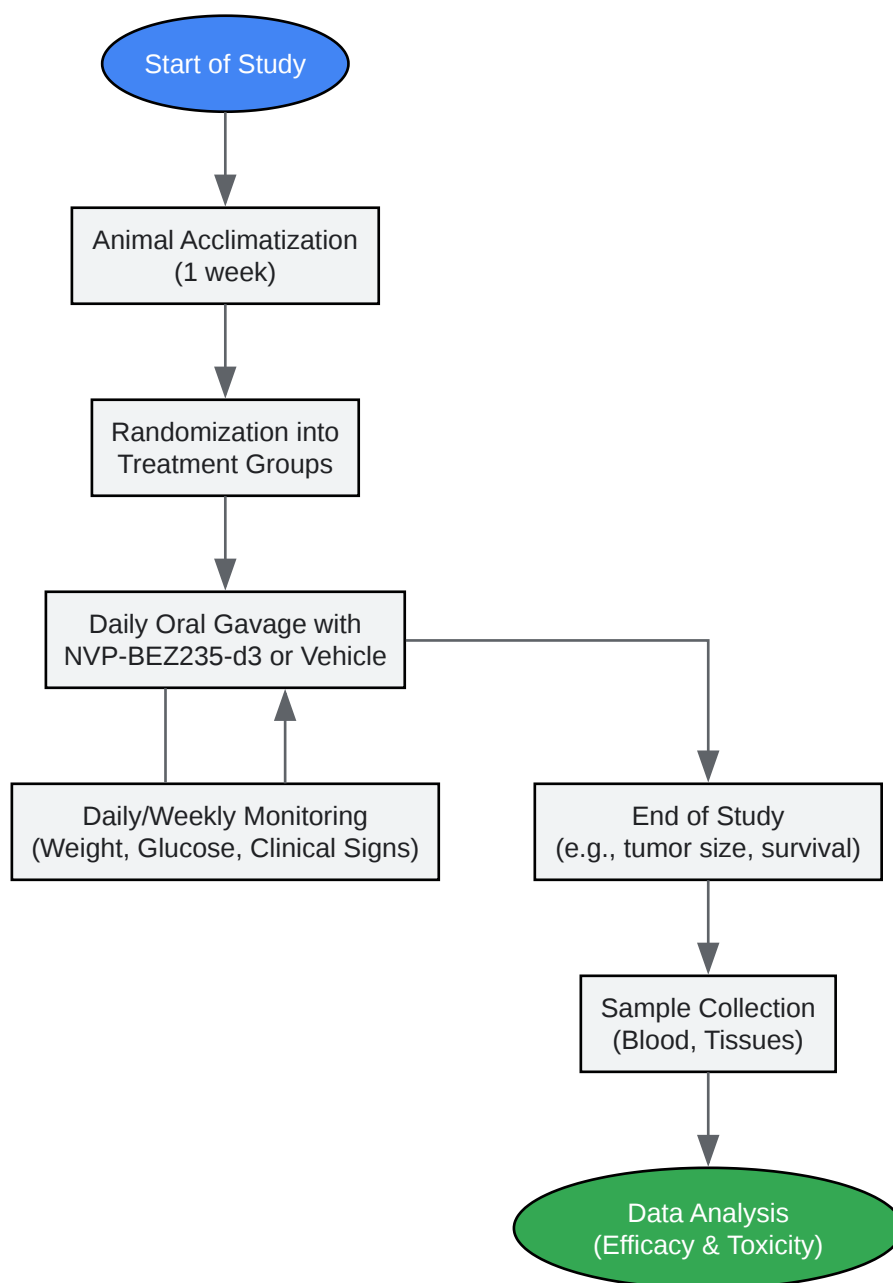 Start of Study
Animal Acclimatization
(1 week)
Randomization into
Treatment Groups
Daily Oral Gavage with
NVP-BEZ235-d3 or Vehicle
Daily/Weekly Monitoring
(Weight, Glucose, Clinical Signs)
End of Study
(e.g., tumor size, survival)
Sample Collection
(Blood, Tissues)
Data Analysis
(Efficacy & Toxicity)